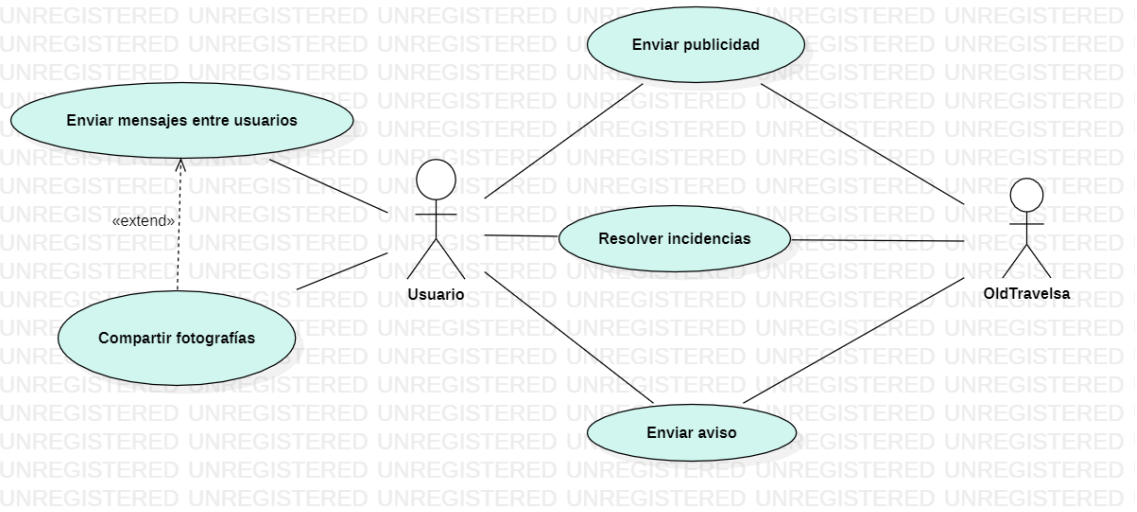 Enviar publicidad
Enviar mensajes entre usuarios
«extend»
Resolver incidencias
Usuario
OldTravelsa
Compartir fotografías
Enviar aviso
UNREGISTERED